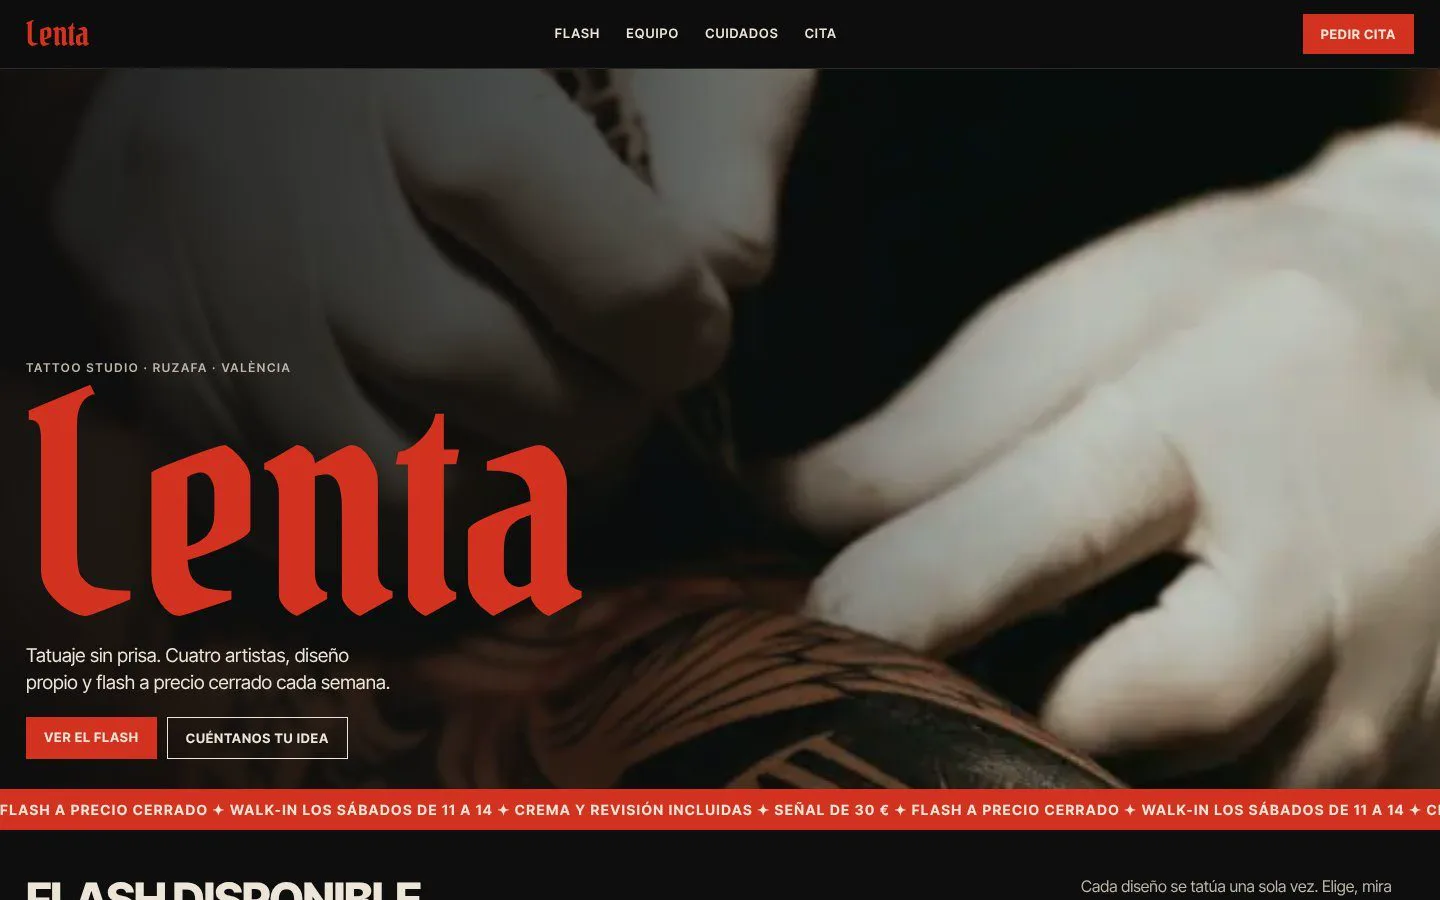 Lenta
FLASH
EQUIPO
CUIDADOS
CITA
PEDIR CITA
TATTOO STUDIO · RUZAFA · VALÈNCIA
Lenta
Tatuaje sin prisa. Cuatro artistas, diseño
propio y flash a precio cerrado cada semana.
VER EL FLASH
CUÉNTANOS TU IDEA
FLASH A PRECIO CERRADO ✦ WALK-IN LOS SÁBADOS DE 11 A 14 ✦ CREMA Y REVISIÓN INCLUIDAS ✦ SEÑAL DE 30 € ✦ FLASH A PRECIO CERRADO ✦ WALK-IN LOS SÁBADOS DE 11 A 14 ✦
FLASH DISPONIBLE
Cada diseño se tatúa una sola vez. Elige, mira